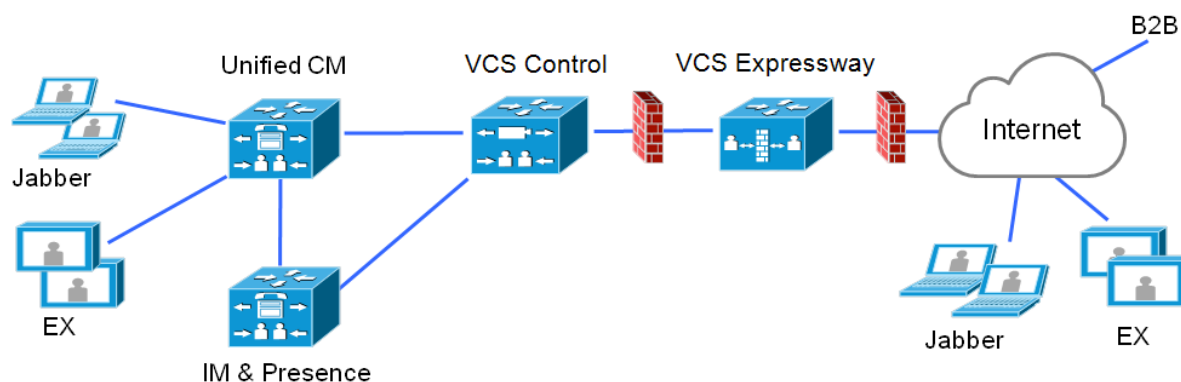 B2B
Unified CM
VCS Control
VCS Expressway
Internet
Jabber
EX
Jabber
EX
IM & Presence